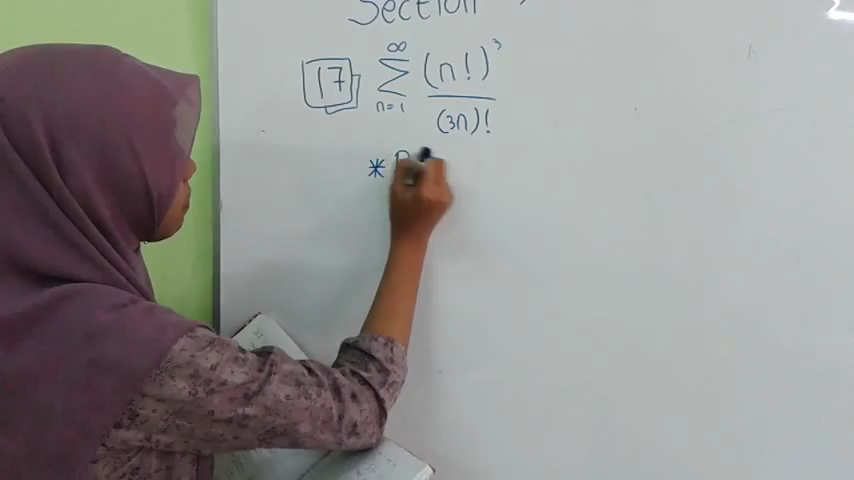 Section
17 ∑ n=1 ∞ (n!)³ / (3n)!
*